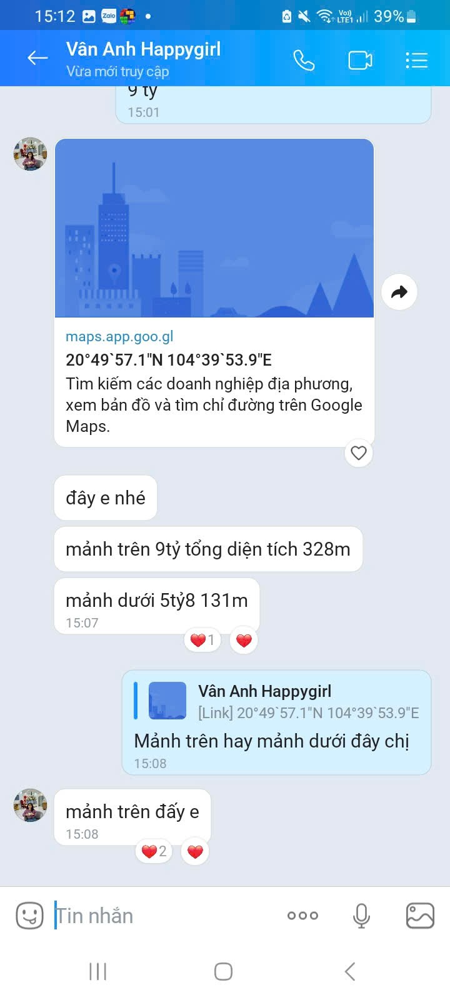 15:12 Zalo Vo) LTE1 39%
Vân Anh Happygirl
Vừa mới truy cập
9 tỷ
15:01
maps.app.goo.gl
20°49`57.1"N 104°39`53.9"E
Tìm kiếm các doanh nghiệp địa phương,
xem bản đồ và tìm chỉ đường trên Google
Maps.
đây e nhé
mảnh trên 9tỷ tổng diện tích 328m
mảnh dưới 5tỷ8 131m
15:07
1
Vân Anh Happygirl
[Link] 20°49`57.1"N 104°39`53.9"E
Mảnh trên hay mảnh dưới đây chị
15:08
mảnh trên đấy e
15:08
2
Tin nhắn